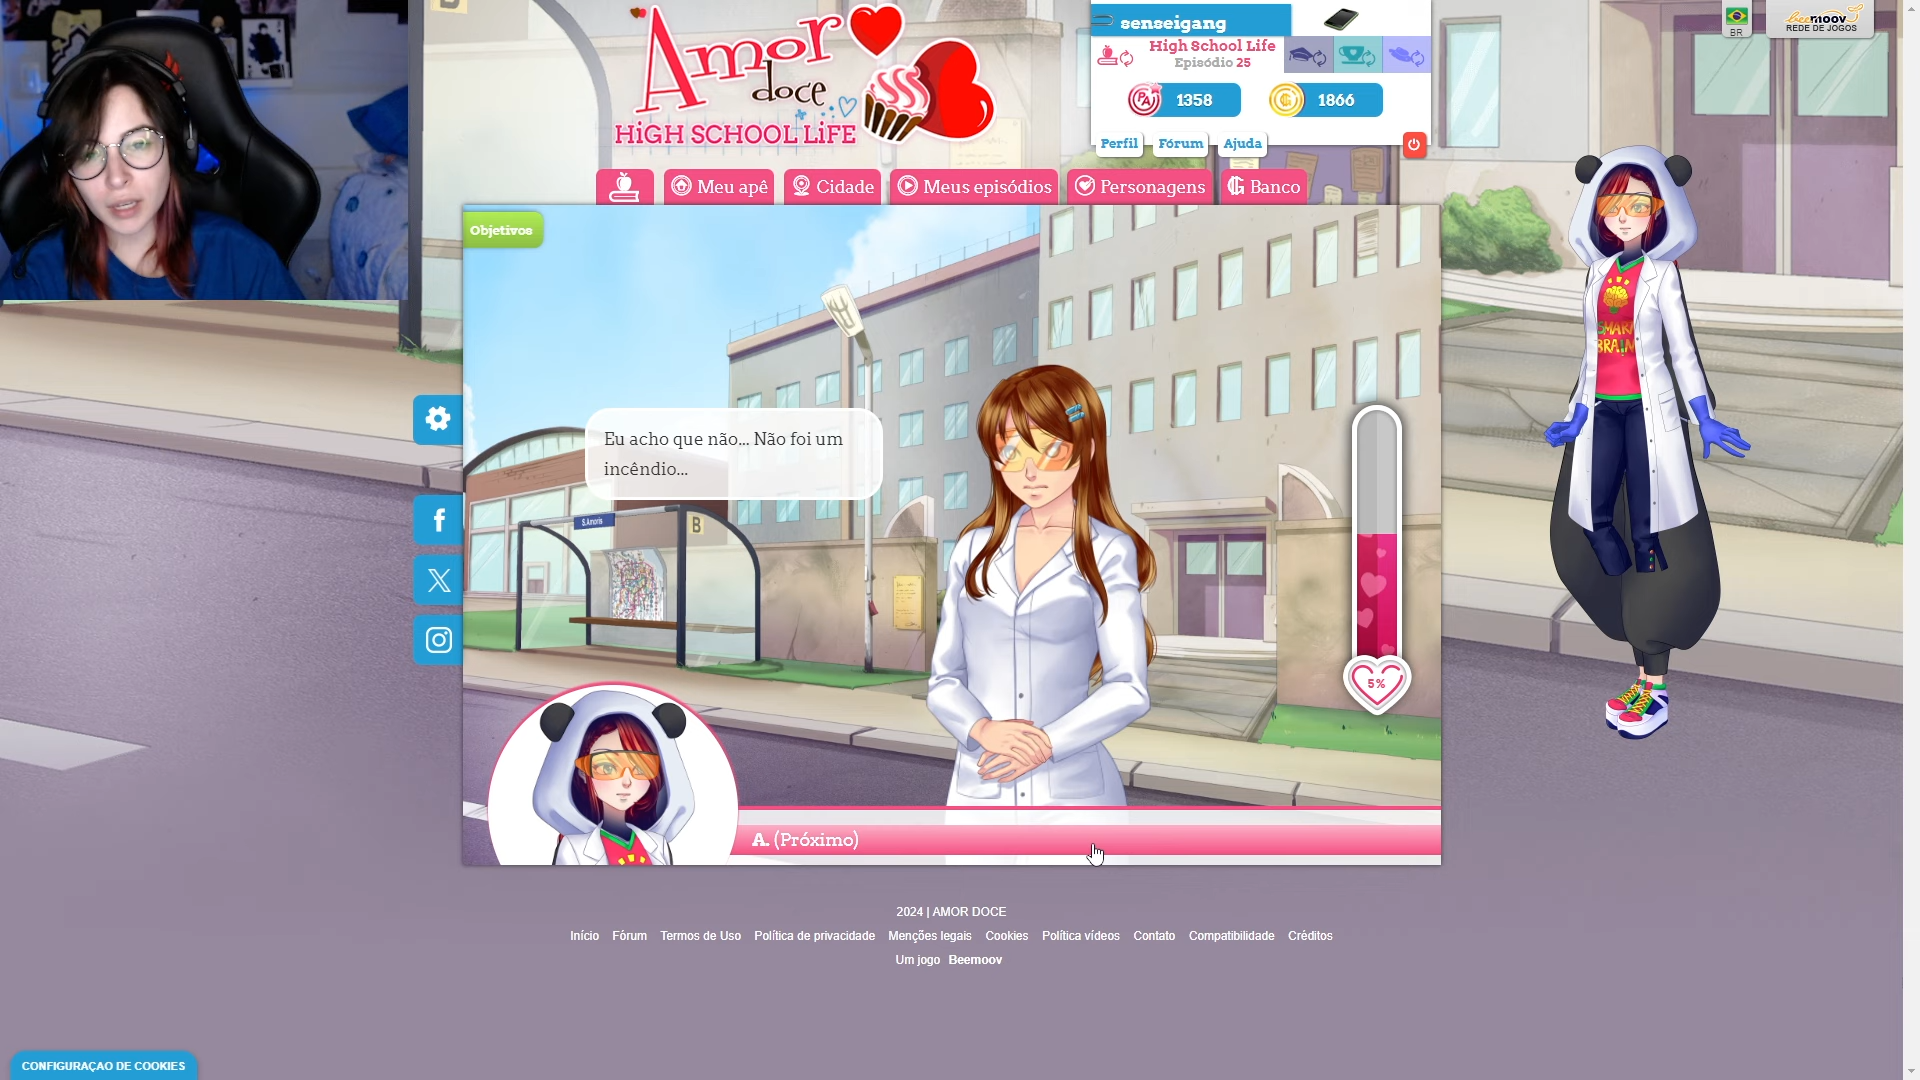 Amor
doce
HiGH SCHOOL LiFE
senseigang
High School Life
Episódio 25
PA
1358
1866
Perfil
Fórum
Ajuda
BR
beemoov
REDE DE JOGOS
Meu apê
Cidade
Meus episódios
Personagens
Banco
Objetivos
Eu acho que não... Não foi um
incêndio...
S.Amoris
B
SMART
BRAIN
5%
A. (Próximo)
2024 | AMOR DOCE
Início
Fórum
Termos de Uso
Política de privacidade
Menções legais
Cookies
Política vídeos
Contato
Compatibilidade
Créditos
Um jogo Beemoov
CONFIGURAÇAO DE COOKIES